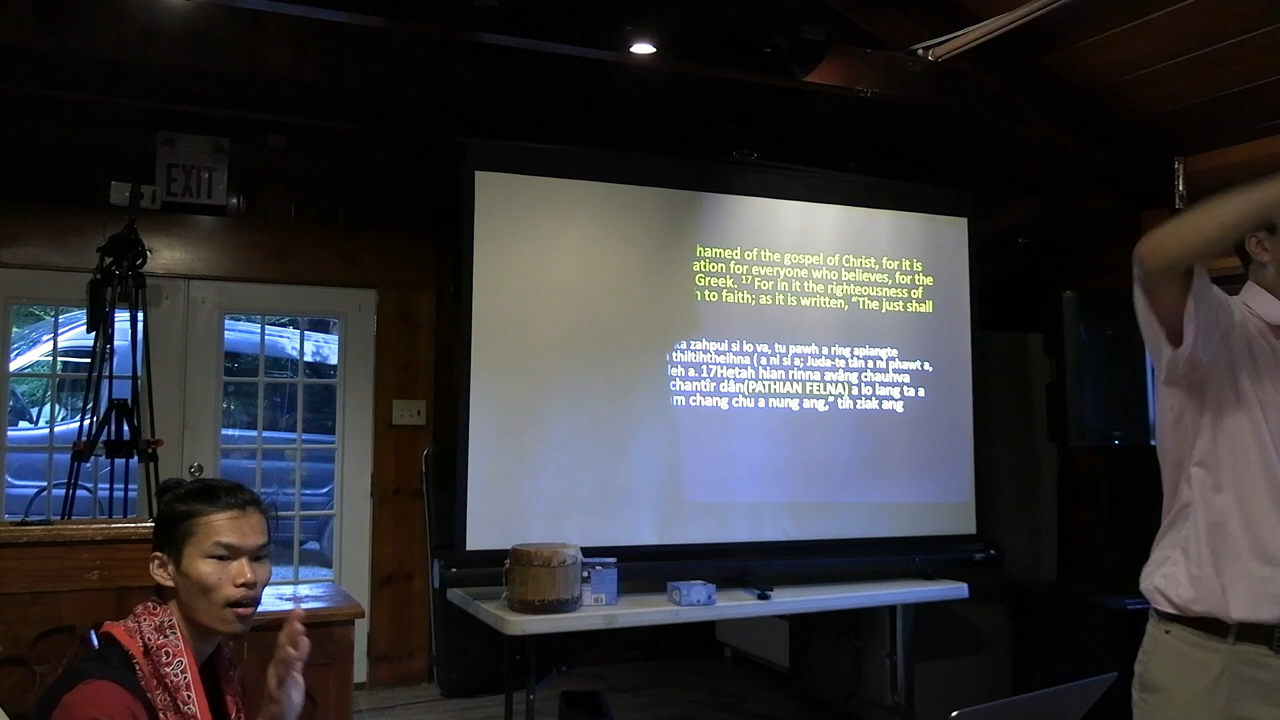 EXIT
hamed of the gospel of Christ, for it is
ation for everyone who believes, for the
Greek. 17 For in it the righteousness of
to faith; as it is written, “The just shall
zahpui si lo va, tu pawh a ring apiangte
thiltihtheihna ( a ni si a; Juda-te tân a ni phawt a,
leh a. 17Hetah hian rinna avâng chauhva
chantîr dân(PATHIAN FELNA) a lo lang ta a
m chang chu a nung ang,” tih ziak ang